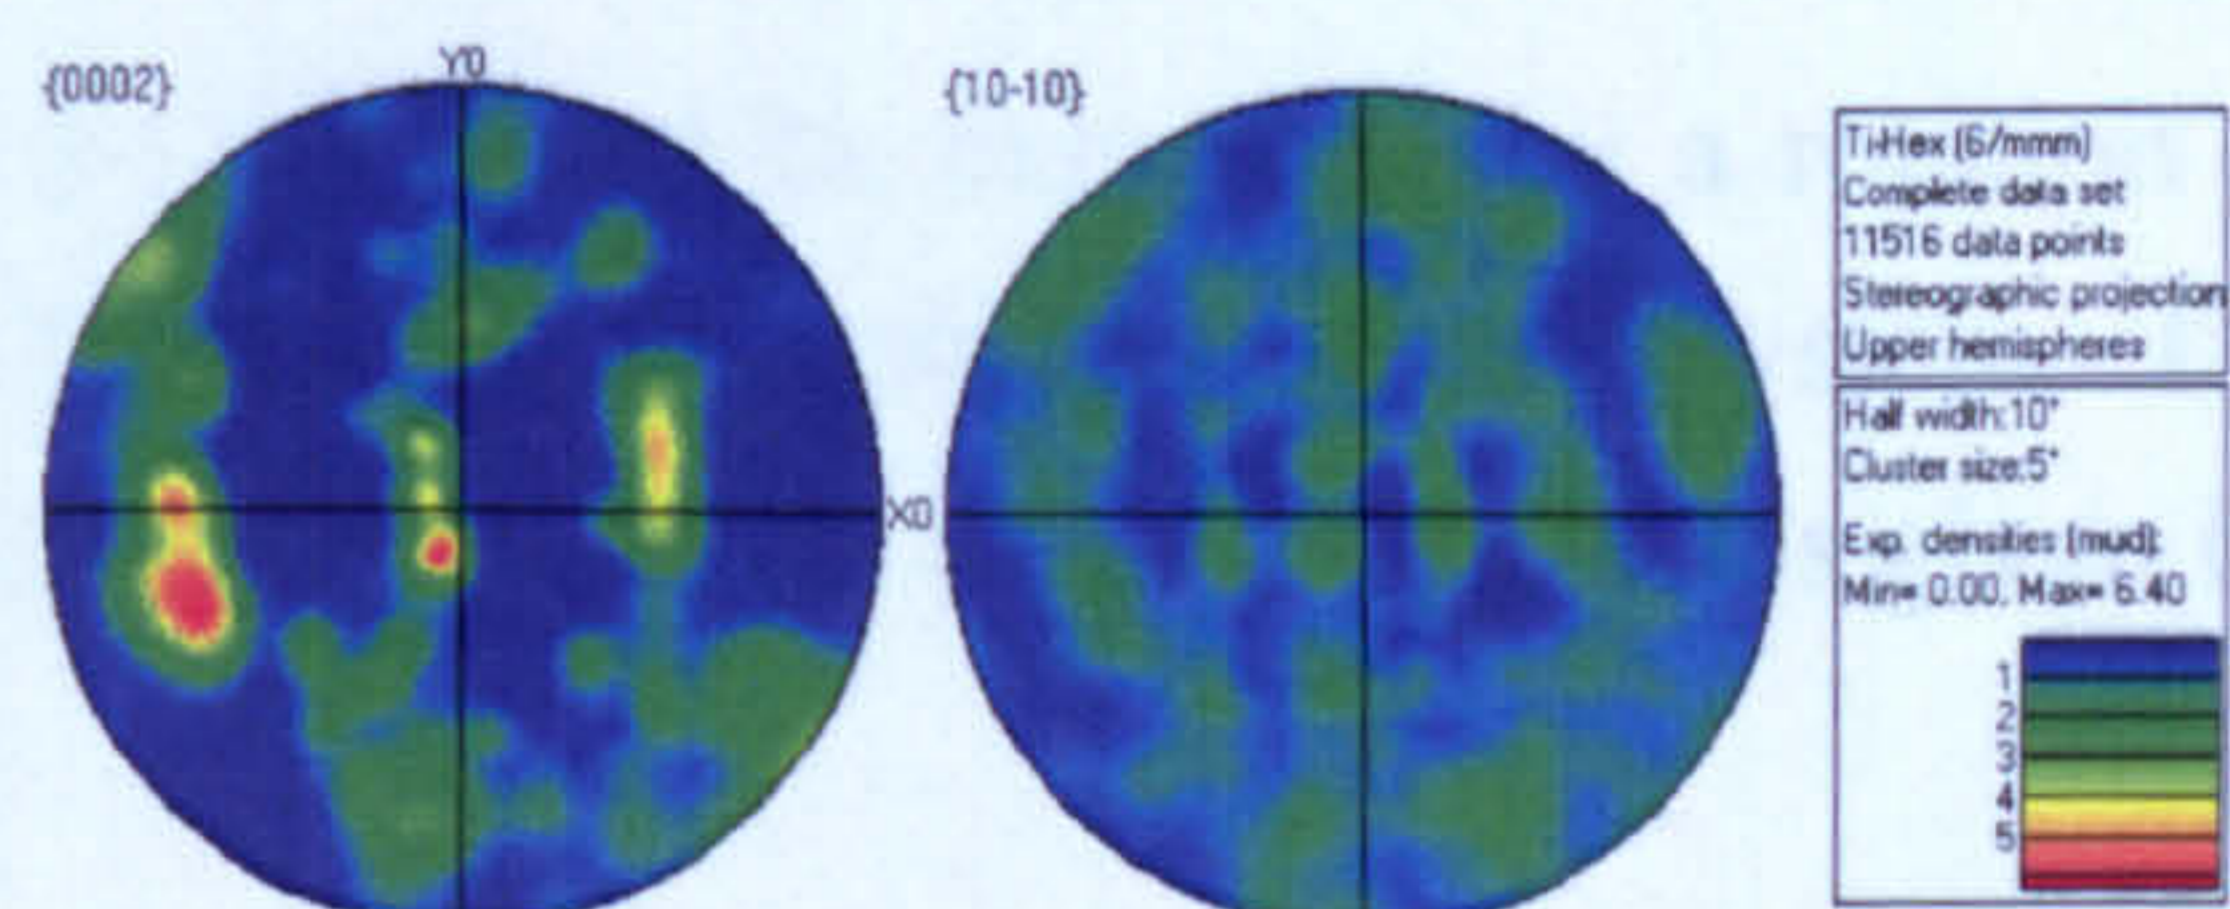 {0002}
Y0
X0
{10-10}
Ti-Hex (6/mmm)
Complete data set
11516 data points
Stereographic projection
Upper hemispheres
Half width:10°
Cluster size:5°
Exp. densities (mud):
Min= 0.00, Max= 6.40
1
2
3
4
5